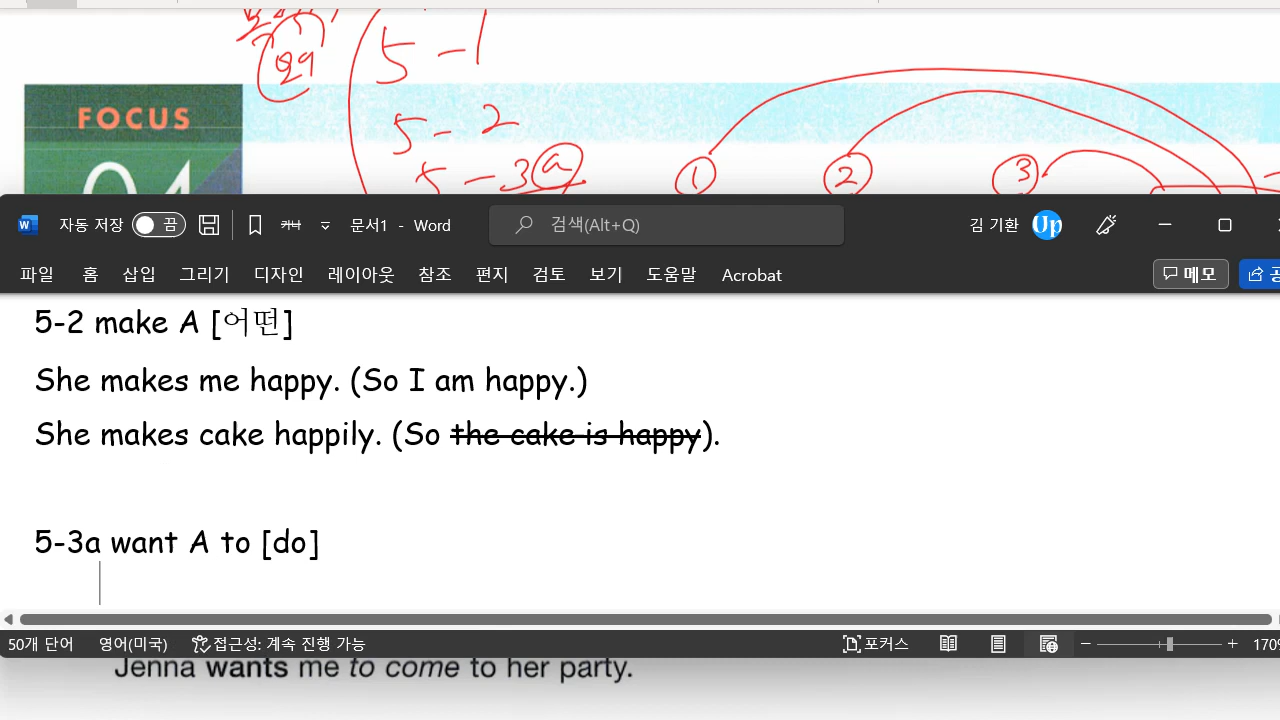 29
5-1
5-2
5-3 a
① ② ③
FOCUS
자동 저장 끔 가나 문서1 - Word 검색(Alt+Q) 김 기환 Up
파일 홈 삽입 그리기 디자인 레이아웃 참조 편지 검토 보기 도움말 Acrobat 메모
5-2 make A [어떤]
She makes me happy. (So I am happy.)
She makes cake happily. (So the cake is happy).
5-3a want A to [do]
50개 단어 영어(미국) 접근성: 계속 진행 가능 포커스 170%
Jenna wants me to come to her party.